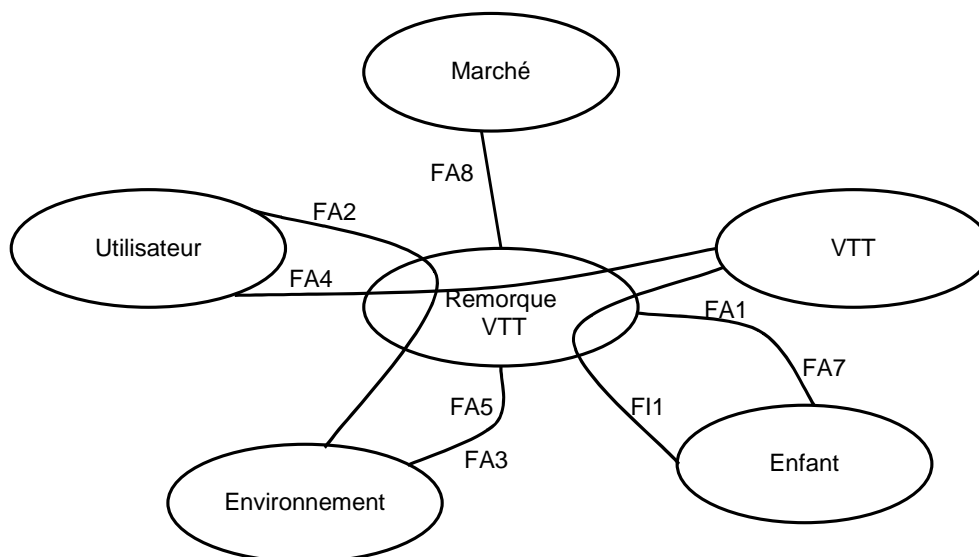 Marché
FA8
FA2
Utilisateur
VTT
FA4
Remorque
VTT
FA1
FA7
FA5
FI1
FA3
Enfant
Environnement